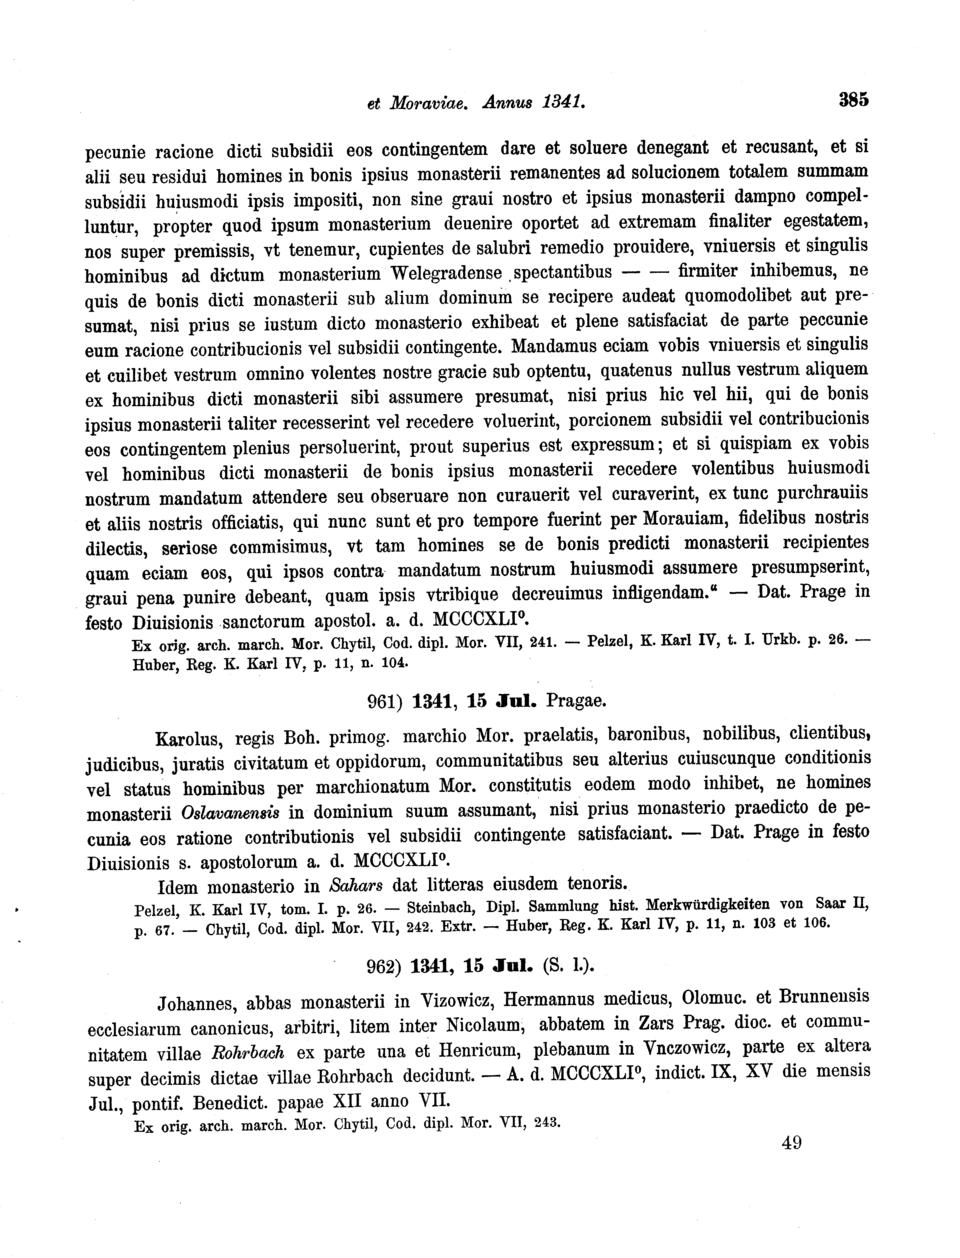 et Moraviae. Annus 1341. 385
pecunie racione dicti subsidii eos contingentem dare et soluere denegant et recusant, et si
alii seu residui homines in bonis ipsius monasterii remanentes ad solucionem totalem summam
subsidii huiusmodi ipsis impositi, non sine graui nostro et ipsius monasterii dampno compel-
luntur, propter quod ipsum monasterium deuenire oportet ad extremam finaliter egestatem,
nos super premissis, vt tenemur, cupientes de salubri remedio prouidere, vniuersis et singulis
hominibus ad dictum monasterium Welegradense spectantibus — — firmiter inhibemus, ne
quis de bonis dicti monasterii sub alium dominum se recipere audeat quomodolibet aut pre-
sumat, nisi prius se iustum dicto monasterio exhibeat et plene satisfaciat de parte peccunie
eum racione contribucionis vel subsidii contingente. Mandamus eciam vobis vniuersis et singulis
et cuilibet vestrum omnino volentes nostre gracie sub optentu, quatenus nullus vestrum aliquem
ex hominibus dicti monasterii sibi assumere presumat, nisi prius hic vel hii, qui de bonis
ipsius monasterii taliter recesserint vel recedere voluerint, porcionem subsidii vel contribucionis
eos contingentem plenius persoluerint, prout superius est expressum; et si quispiam ex vobis
vel hominibus dicti monasterii de bonis ipsius monasterii recedere volentibus huiusmodi
nostrum mandatum attendere seu obseruare non curauerit vel curaverint, ex tunc purchrauiis
et aliis nostris officiatis, qui nunc sunt et pro tempore fuerint per Morauiam, fidelibus nostris
dilectis, seriose commisimus, vt tam homines se de bonis predicti monasterii recipientes
quam eciam eos, qui ipsos contra mandatum nostrum huiusmodi assumere presumpserint,
graui pena punire debeant, quam ipsis vtribique decreuimus infligendam.“ — Dat. Prage in
festo Diuisionis sanctorum apostol. a. d. MCCCXLI⁰.
Ex orig. arch. march. Mor. Chytil, Cod. dipl. Mor. VII, 241. — Pelzel, K. Karl IV, t. I. Urkb. p. 26. —
Huber, Reg. K. Karl IV, p. 11, n. 104.
961) 1341, 15 Jul. Pragae.
Karolus, regis Boh. primog. marchio Mor. praelatis, baronibus, nobilibus, clientibus,
judicibus, juratis civitatum et oppidorum, communitatibus seu alterius cuiuscunque conditionis
vel status hominibus per marchionatum Mor. constitutis eodem modo inhibet, ne homines
monasterii Oslavanensis in dominium suum assumant, nisi prius monasterio praedicto de pe-
cunia eos ratione contributionis vel subsidii contingente satisfaciant. — Dat. Prage in festo
Diuisionis s. apostolorum a. d. MCCCXLI⁰.
Idem monasterio in Sahars dat litteras eiusdem tenoris.
Pelzel, K. Karl IV, tom. I. p. 26. — Steinbach, Dipl. Sammlung hist. Merkwürdigkeiten von Saar II,
p. 67. — Chytil, Cod. dipl. Mor. VII, 242. Extr. — Huber, Reg. K. Karl IV, p. 11, n. 103 et 106.
962) 1341, 15 Jul. (S. l.).
Johannes, abbas monasterii in Vizowicz, Hermannus medicus, Olomuc. et Brunnensis
ecclesiarum canonicus, arbitri, litem inter Nicolaum, abbatem in Zars Prag. dioc. et commu-
nitatem villae Rohrbach ex parte una et Henricum, plebanum in Vnczowicz, parte ex altera
super decimis dictae villae Rohrbach decidunt. — A. d. MCCCXLI⁰, indict. IX, XV die mensis
Jul., pontif. Benedict. papae XII anno VII.
Ex orig. arch. march. Mor. Chytil, Cod. dipl. Mor. VII, 243.
49